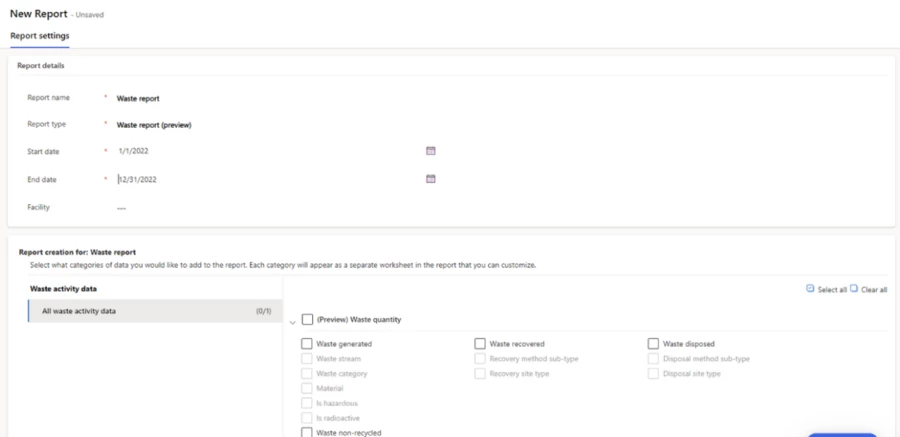 New Report - Unsaved
Report settings
Report details
Report name * Waste report
Report type * Waste report (preview)
Start date * 1/1/2022
End date * 12/31/2022
Facility ---
Report creation for: Waste report
Select what categories of data you would like to add to the report. Each category will appear as a separate worksheet in the report that you can customize.
Waste activity data
Select all Clear all
All waste activity data (0/1)
(Preview) Waste quantity
Waste generated Waste recovered Waste disposed
Waste stream Recovery method sub-type Disposal method sub-type
Waste category Recovery site type Disposal site type
Material
Is hazardous
Is radioactive
Waste non-recycled